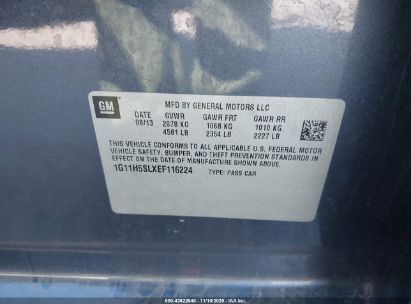 GM
MFD BY GENERAL MOTORS LLC
DATE GVWR GAWR FRT GAWR RR
09/13 2078 KG 1068 KG 1010 KG
4581 LB 2354 LB 2227 LB
THIS CAR CONFORMS TO ALL APPLICABLE U.S. FEDERAL MOTOR
VEHICLE SAFETY, BUMPER, AND THEFT PREVENTION STANDARDS
IN EFFECT ON THE DATE OF MANUFACTURE SHOWN ABOVE.
1G11H5SLXEF116224 TYPE: PASS CAR